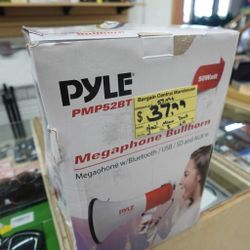 PYLE
PMP52BT
50Watt
Bargain Central Warehouse
$ 37.99
Megaphone Bullhorn
Megaphone w/Bluetooth / USB / SD and AUX in
PYLE